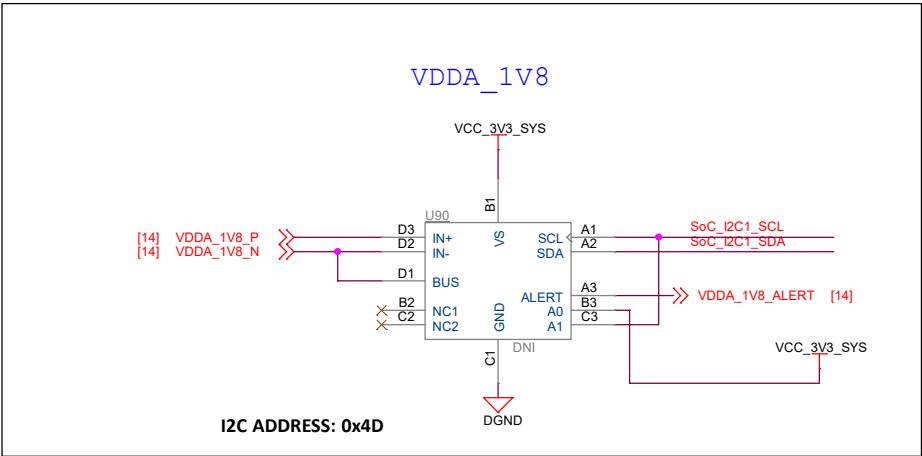 VDDA_1V8
VCC_3V3_SYS
U90
B1
VS
[14] VDDA_1V8_P
D3
IN+
[14] VDDA_1V8_N
D2
IN-
D1
BUS
B2
NC1
C2
NC2
SCL
A1
SoC_I2C1_SCL
SDA
A2
SoC_I2C1_SDA
ALERT
A3
VDDA_1V8_ALERT [14]
A0
B3
A1
C3
GND
DNI
C1
VCC_3V3_SYS
DGND
I2C ADDRESS: 0x4D